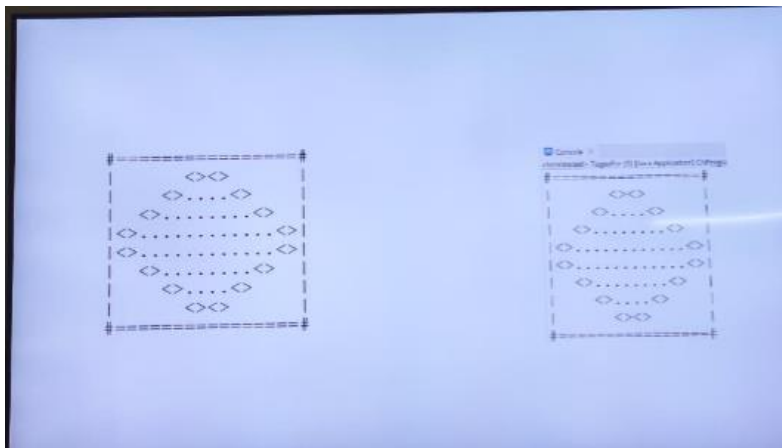 #================#
|      <><>      |
|    <>....<>    |
|  <>........<>  |
|<>............<>|
|<>............<>|
|  <>........<>  |
|    <>....<>    |
|      <><>      |
#================#
Console
#================#
|      <><>      |
|    <>....<>    |
|  <>........<>  |
|<>............<>|
|<>............<>|
|  <>........<>  |
|    <>....<>    |
|      <><>      |
#================#